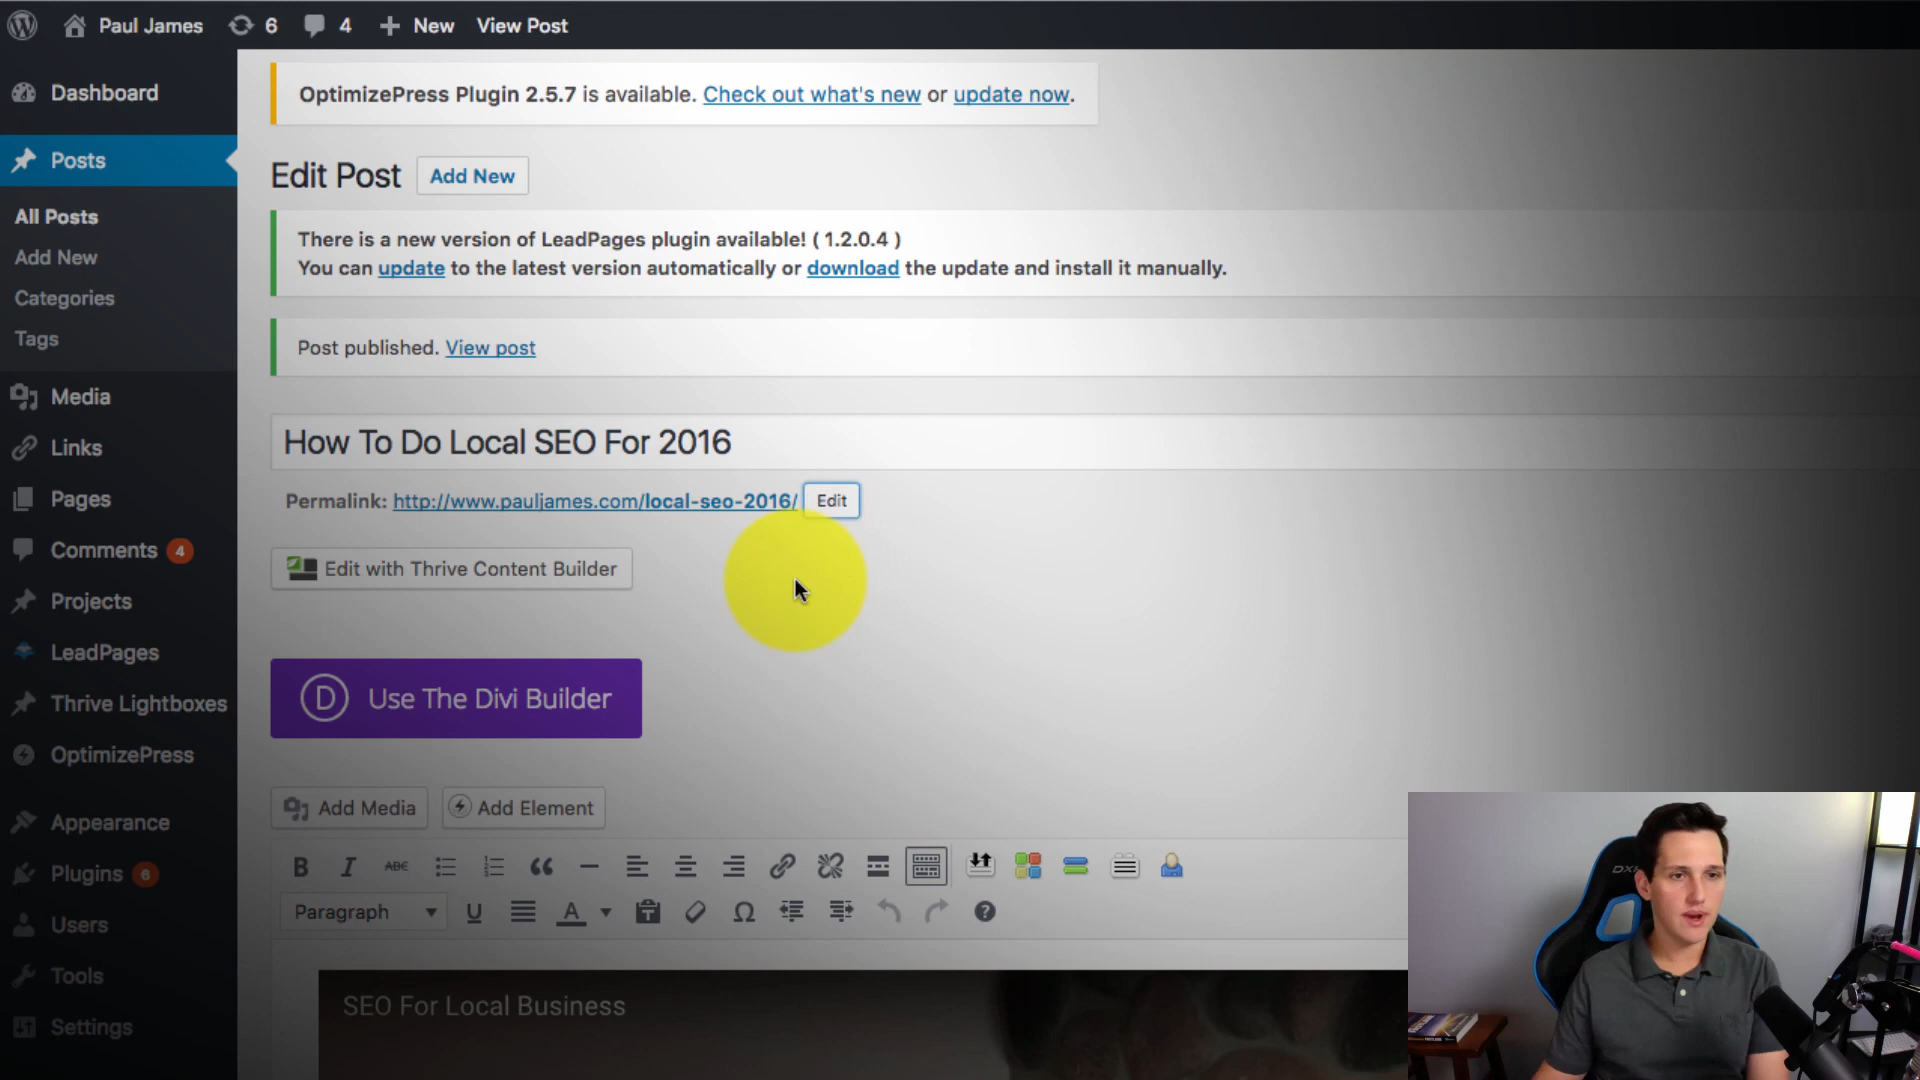 Paul James 6 4 New View Post
Dashboard
Posts
All Posts
Add New
Categories
Tags
Media
Links
Pages
Comments 4
Projects
LeadPages
Thrive Lightboxes
OptimizePress
Appearance
Plugins 6
Users
Tools
Settings
OptimizePress Plugin 2.5.7 is available. Check out what's new or update now.
Edit Post Add New
There is a new version of LeadPages plugin available! ( 1.2.0.4 )
You can update to the latest version automatically or download the update and install it manually.
Post published. View post
How To Do Local SEO For 2016
Permalink: http://www.pauljames.com/local-seo-2016/ Edit
Edit with Thrive Content Builder
D Use The Divi Builder
Add Media Add Element
B I ABC
Paragraph U A Ω ?
SEO For Local Business